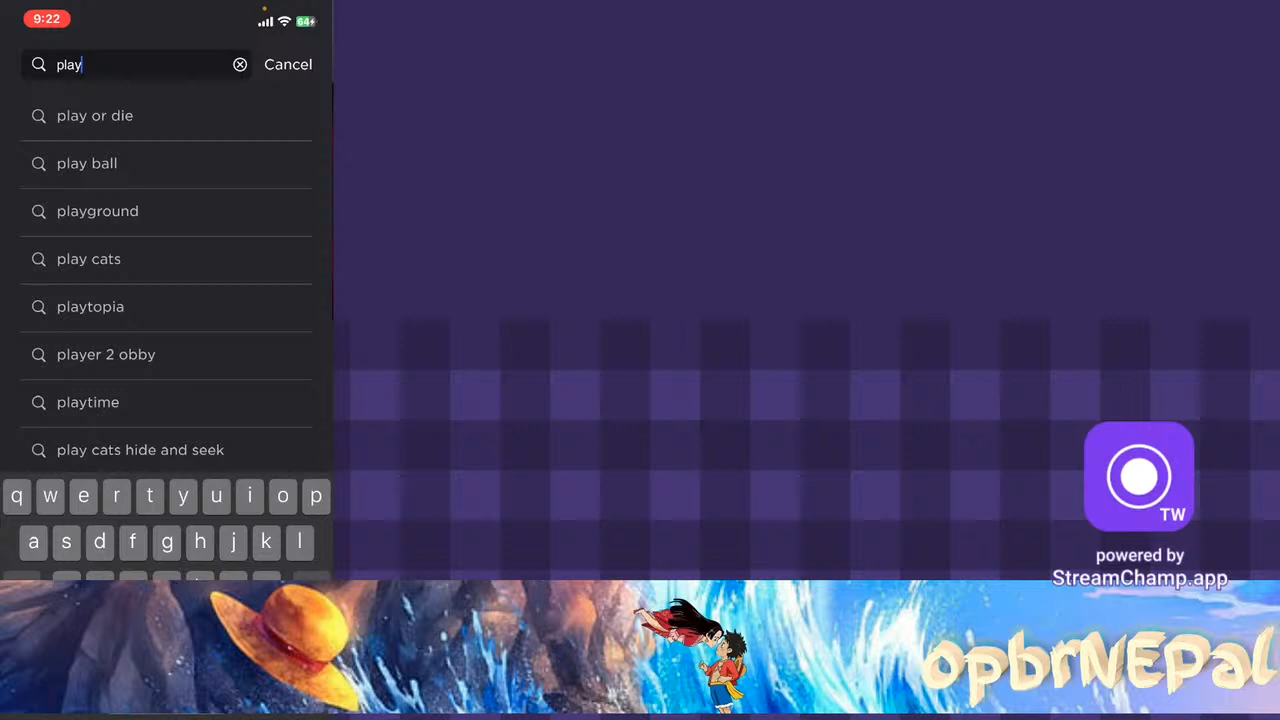 9:22
64
play
Cancel
play or die
play ball
playground
play cats
playtopia
player 2 obby
playtime
play cats hide and seek
q w e r t y u i o p
a s d f g h j k l
TW
powered by
StreamChamp.app
opbrNEPal